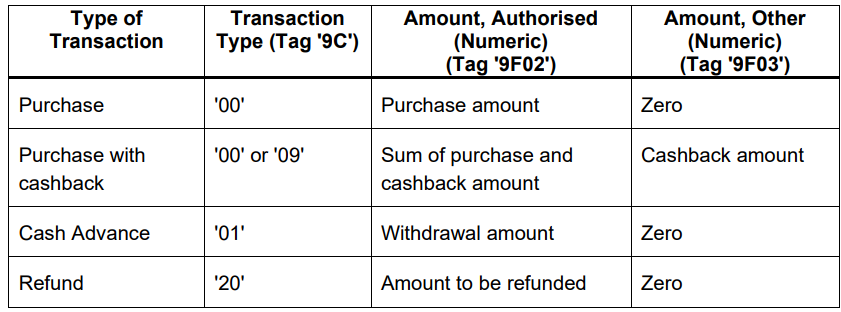 Type of Transaction Transaction Type (Tag '9C') Amount, Authorised (Numeric) (Tag '9F02') Amount, Other (Numeric) (Tag '9F03')
Purchase '00' Purchase amount Zero
Purchase with cashback '00' or '09' Sum of purchase and cashback amount Cashback amount
Cash Advance '01' Withdrawal amount Zero
Refund '20' Amount to be refunded Zero